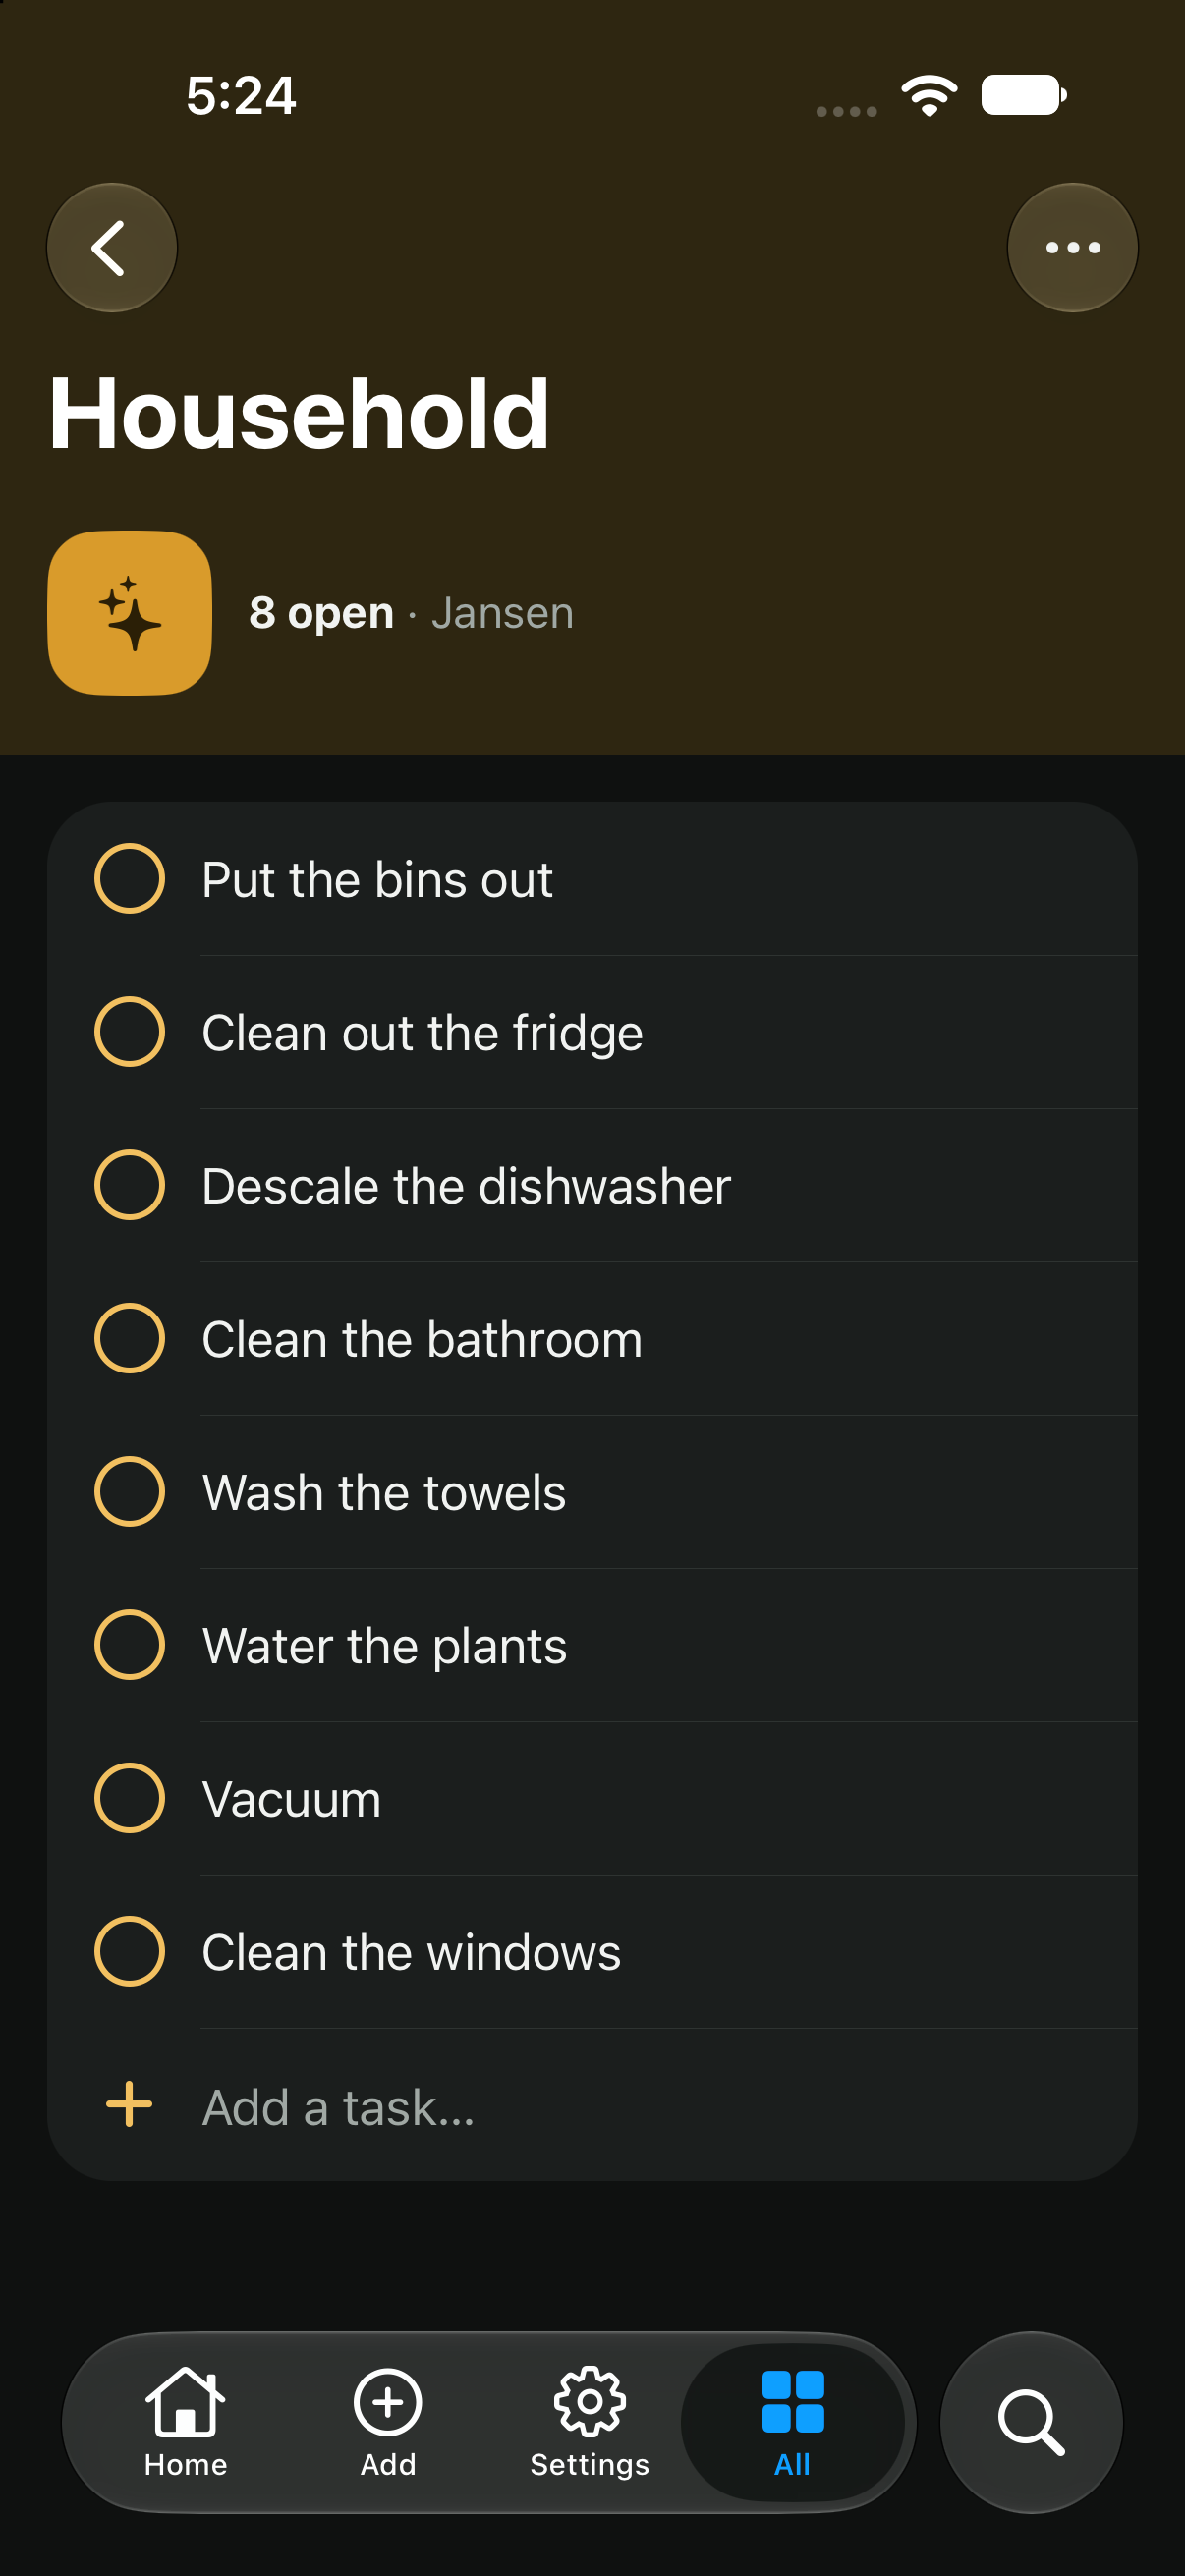 5:24
Household
8 open · Jansen
Put the bins out
Clean out the fridge
Descale the dishwasher
Clean the bathroom
Wash the towels
Water the plants
Vacuum
Clean the windows
Add a task...
Home Add Settings All